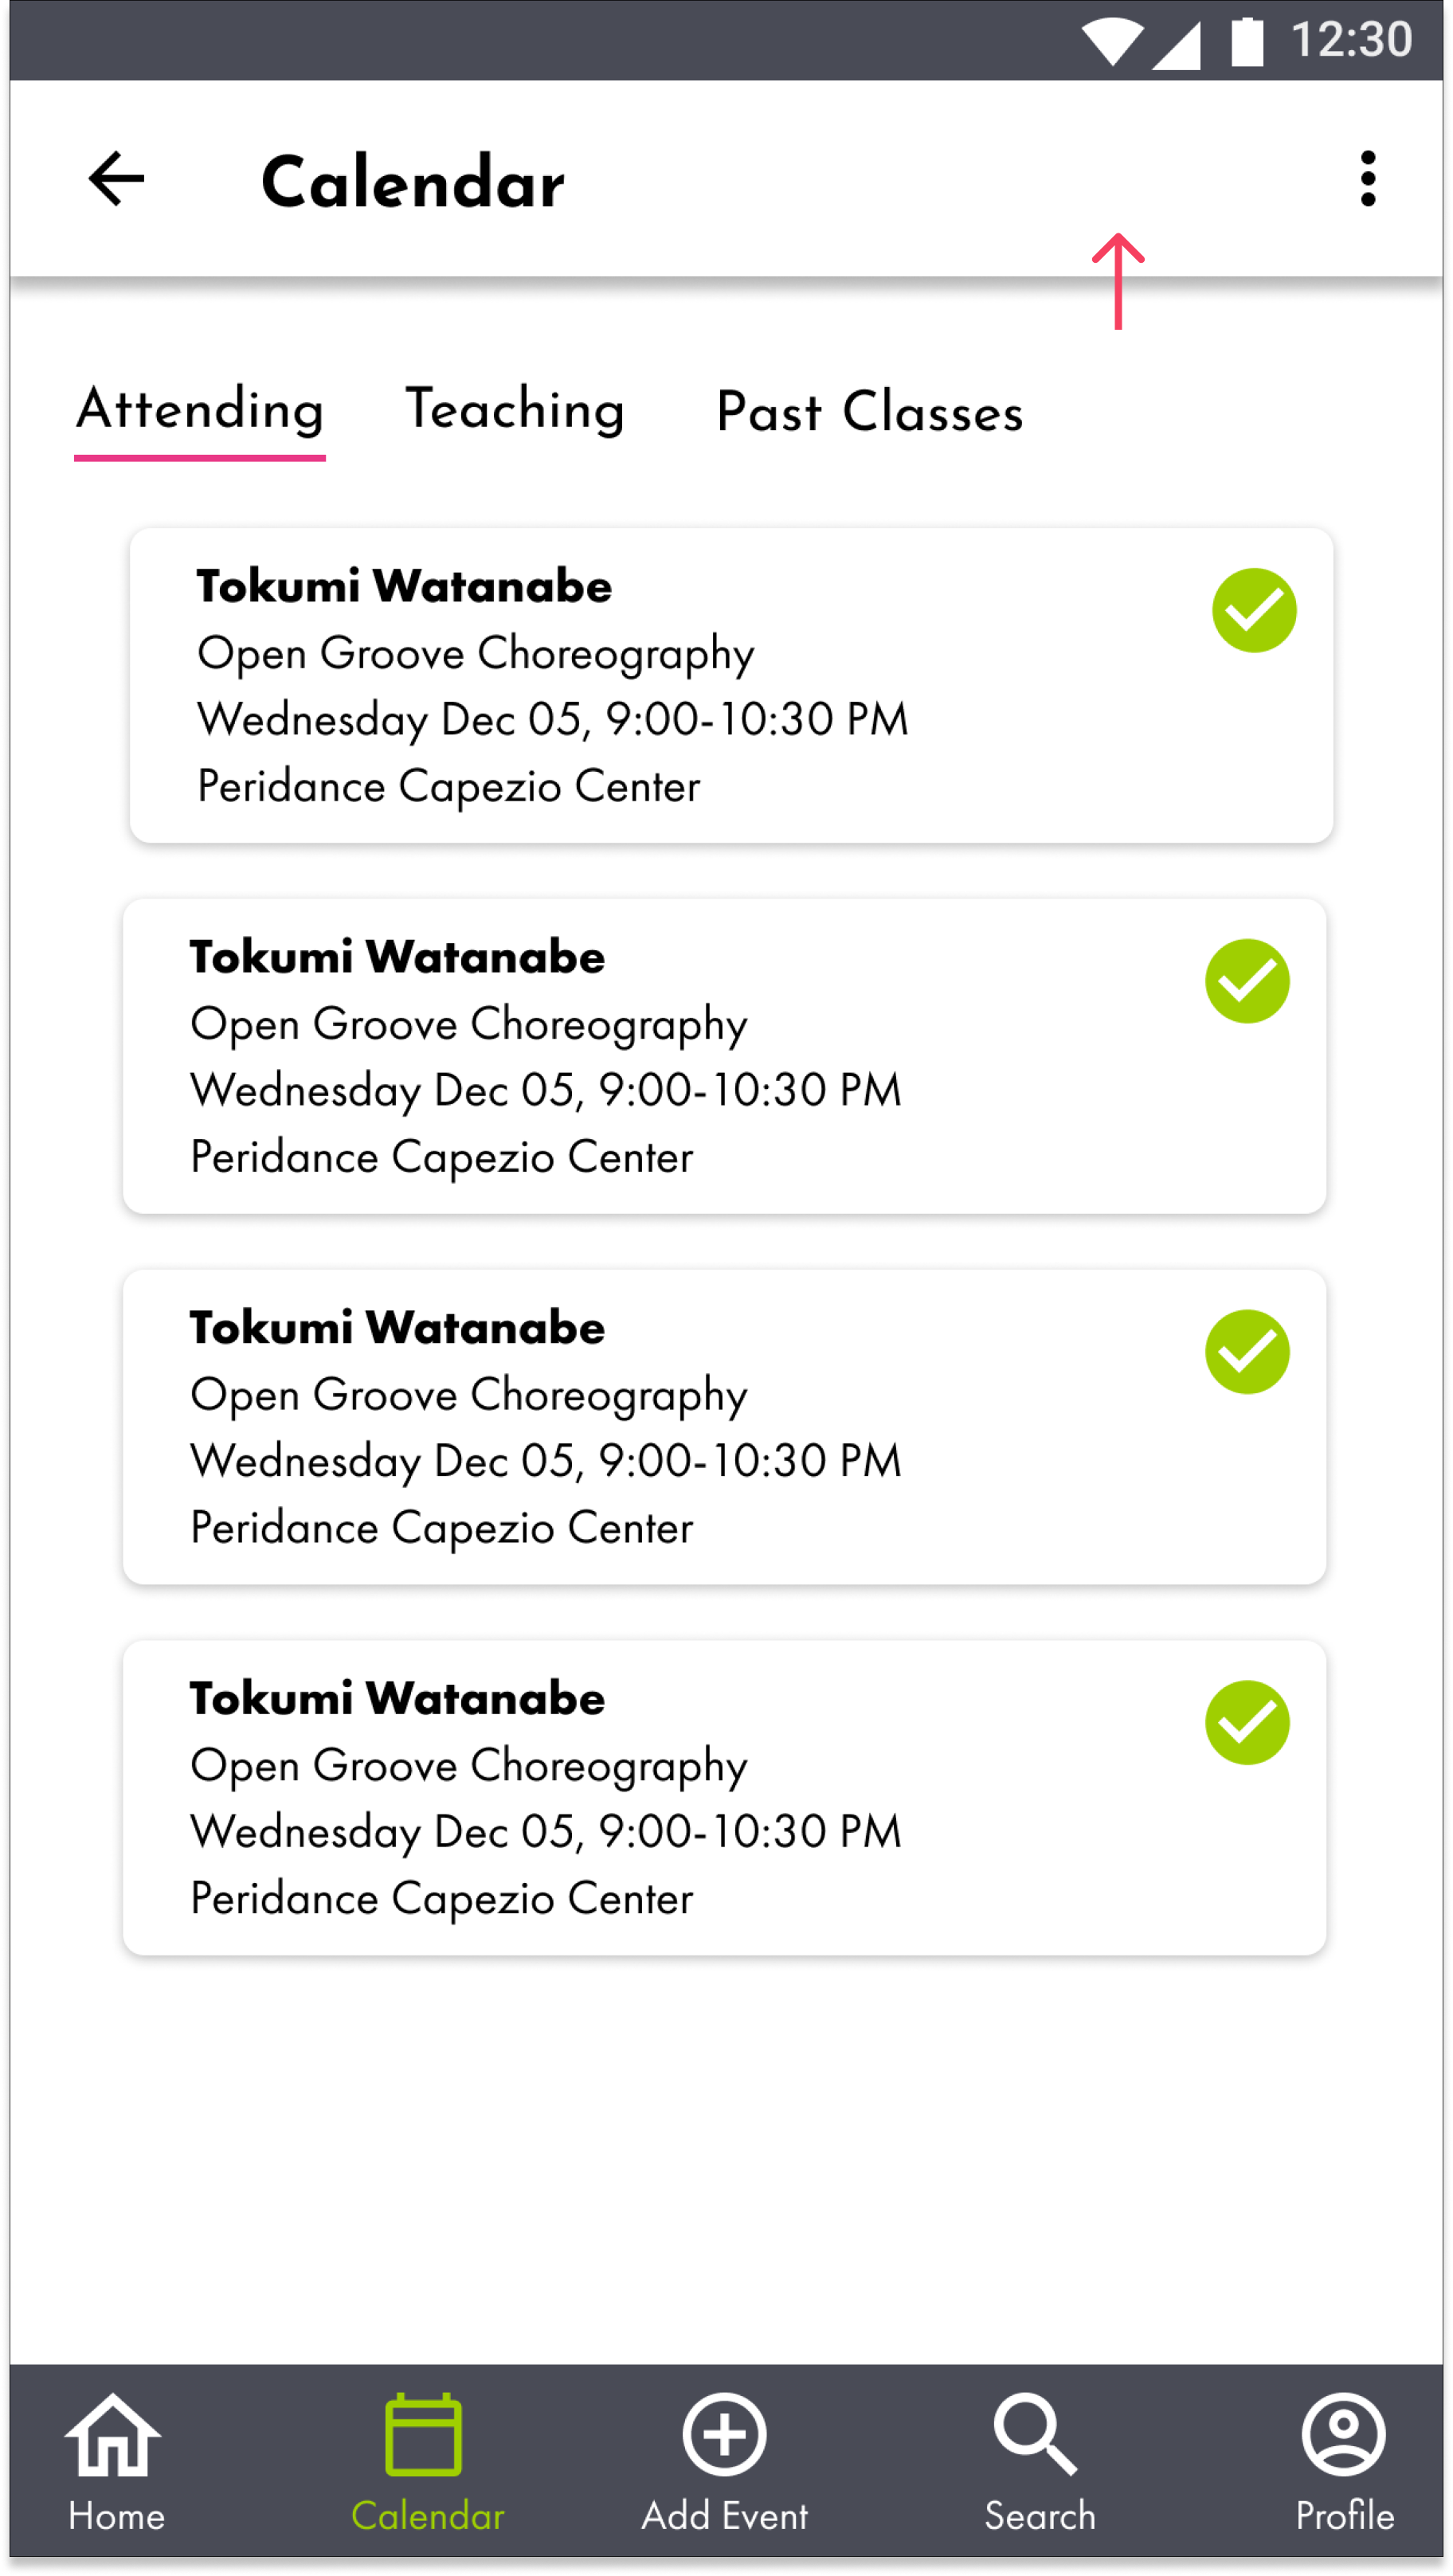 12:30
Calendar
Attending Teaching Past Classes
Tokumi Watanabe
Open Groove Choreography
Wednesday Dec 05, 9:00-10:30 PM
Peridance Capezio Center
Tokumi Watanabe
Open Groove Choreography
Wednesday Dec 05, 9:00-10:30 PM
Peridance Capezio Center
Tokumi Watanabe
Open Groove Choreography
Wednesday Dec 05, 9:00-10:30 PM
Peridance Capezio Center
Tokumi Watanabe
Open Groove Choreography
Wednesday Dec 05, 9:00-10:30 PM
Peridance Capezio Center
Home Calendar Add Event Search Profile